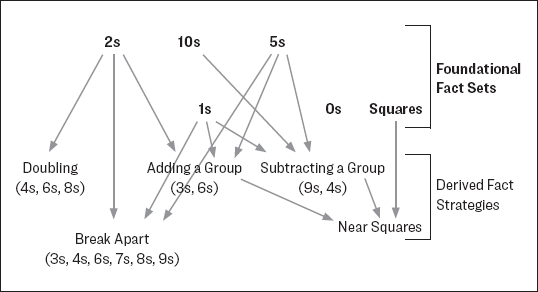 2s 10s 5s
Foundational
Fact Sets
1s 0s Squares
Doubling
(4s, 6s, 8s)
Adding a Group
(3s, 6s)
Subtracting a Group
(9s, 4s)
Derived Fact
Strategies
Near Squares
Break Apart
(3s, 4s, 6s, 7s, 8s, 9s)